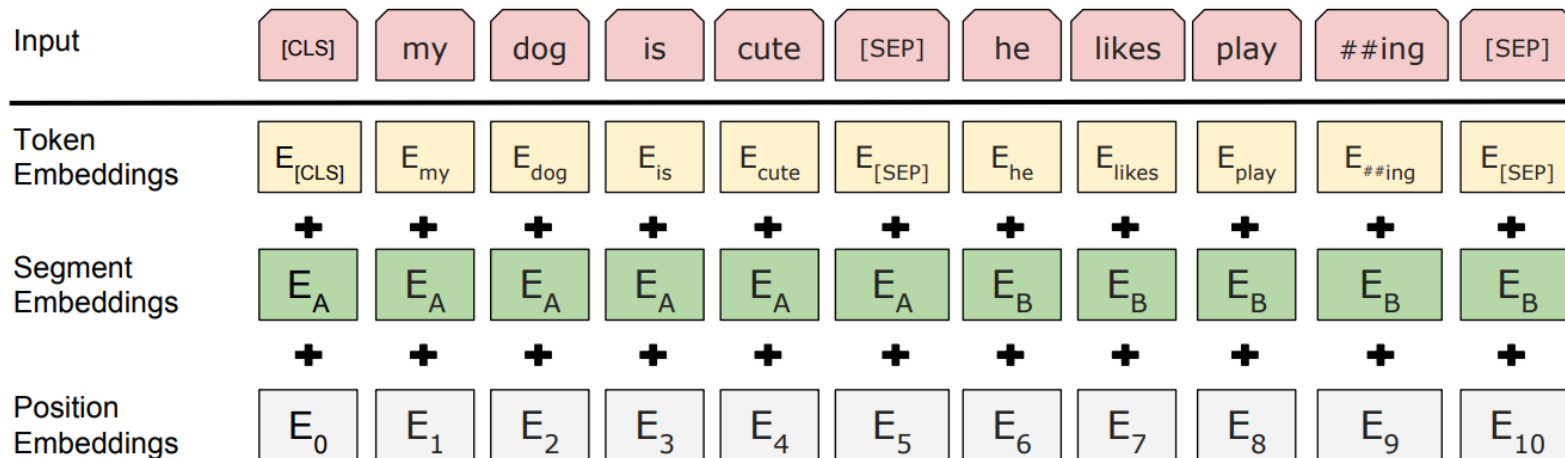 Input [CLS] my dog is cute [SEP] he likes play ##ing [SEP]
Token
Embeddings E[CLS] Emy Edog Eis Ecute E[SEP] Ehe Elikes Eplay E##ing E[SEP]
+ + + + + + + + + + +
Segment
Embeddings EA EA EA EA EA EA EB EB EB EB EB
+ + + + + + + + + + +
Position
Embeddings E0 E1 E2 E3 E4 E5 E6 E7 E8 E9 E10